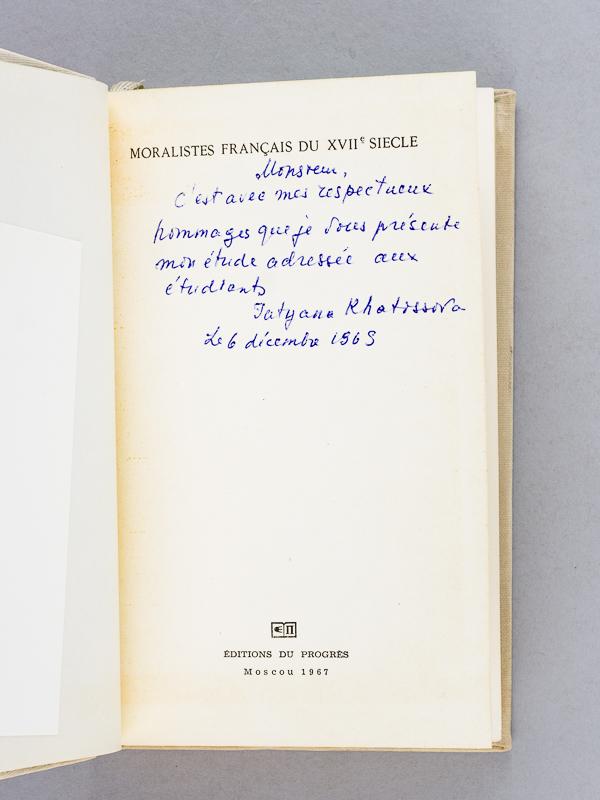 MORALISTES FRANÇAIS DU XVIIe SIECLE
Monsieur,
C'est avec mes respectueux
hommages que je vous présente
mon étude adressée aux
étudiants
Tatyana Khatissova
Le 6 décembre 1969
ÉDITIONS DU PROGRÈS
Moscou 1967